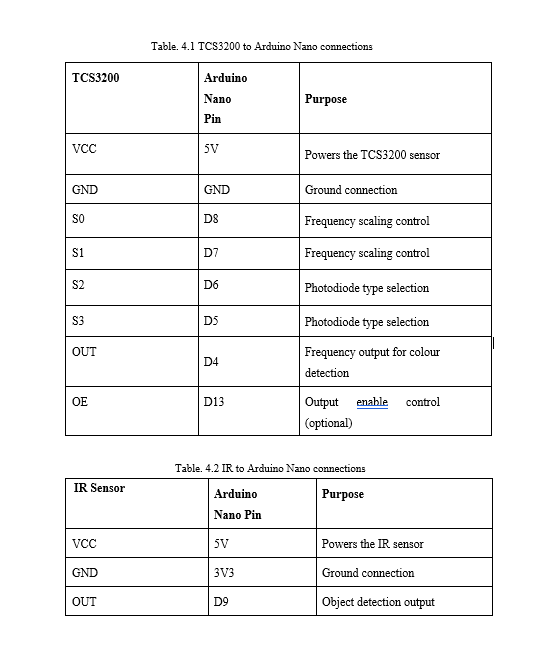 Table. 4.1 TCS3200 to Arduino Nano connections
TCS3200 Arduino Nano Pin Purpose
VCC 5V Powers the TCS3200 sensor
GND GND Ground connection
S0 D8 Frequency scaling control
S1 D7 Frequency scaling control
S2 D6 Photodiode type selection
S3 D5 Photodiode type selection
OUT D4 Frequency output for colour detection
OE D13 Output enable control (optional)
Table. 4.2 IR to Arduino Nano connections
IR Sensor Arduino Nano Pin Purpose
VCC 5V Powers the IR sensor
GND 3V3 Ground connection
OUT D9 Object detection output